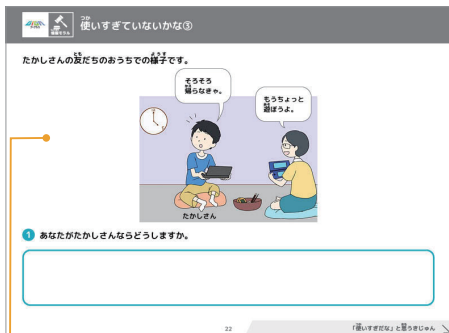 使いすぎていないかな③
たかしさんの友だちのおうちでの様子です。
そろそろ
帰らなきゃ。
もうちょっと
遊ぼうよ。
たかしさん
1 あなたがたかしさんならどうしますか。
22
「使いすぎだな」と思うきじゅん